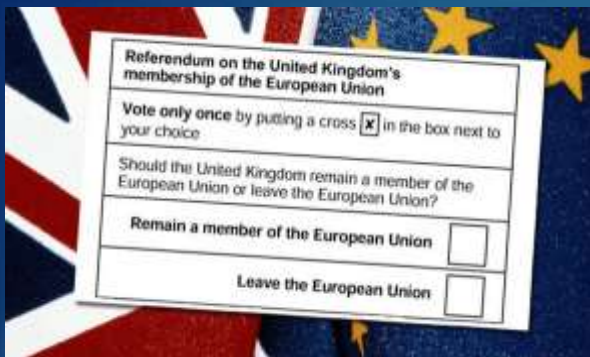 Referendum on the United Kingdom's
membership of the European Union
Vote only once by putting a cross x in the box next to
your choice
Should the United Kingdom remain a member of the
European Union or leave the European Union?
Remain a member of the European Union
Leave the European Union